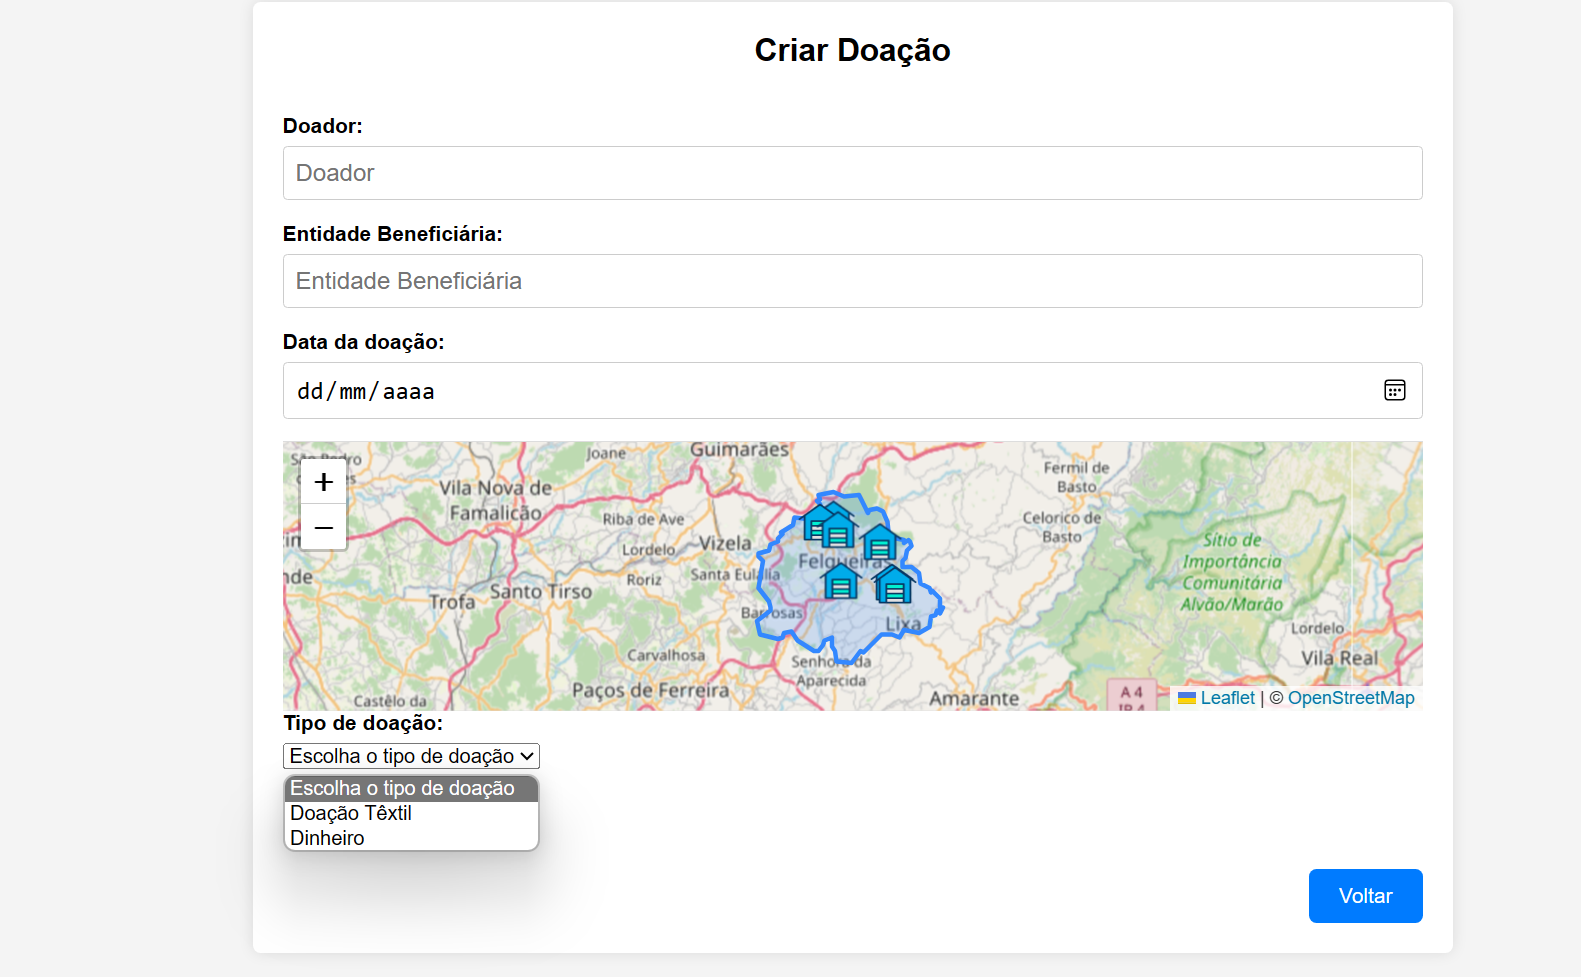 Criar Doação
Doador:
Doador
Entidade Beneficiária:
Entidade Beneficiária
Data da doação:
dd/mm/aaaa
+
−
Joane
Guimarães
Fermil de
Basto
Vila Nova de
Famalicão
Riba de Ave
Celorico de
Basto
Lordelo
Vizela
Sítio de
Importância
Comunitária
Alvão/Marão
Felgueiras
Roriz
Santa Eulália
Santo Tirso
Trofa
Barrosas
Lixa
Lordelo
Carvalhosa
Senhora da
Aparecida
Vila Real
Paços de Ferreira
Amarante
Castêlo da
A 4
IP 4
Leaflet | © OpenStreetMap
Tipo de doação:
Escolha o tipo de doação
Escolha o tipo de doação
Doação Têxtil
Dinheiro
Voltar